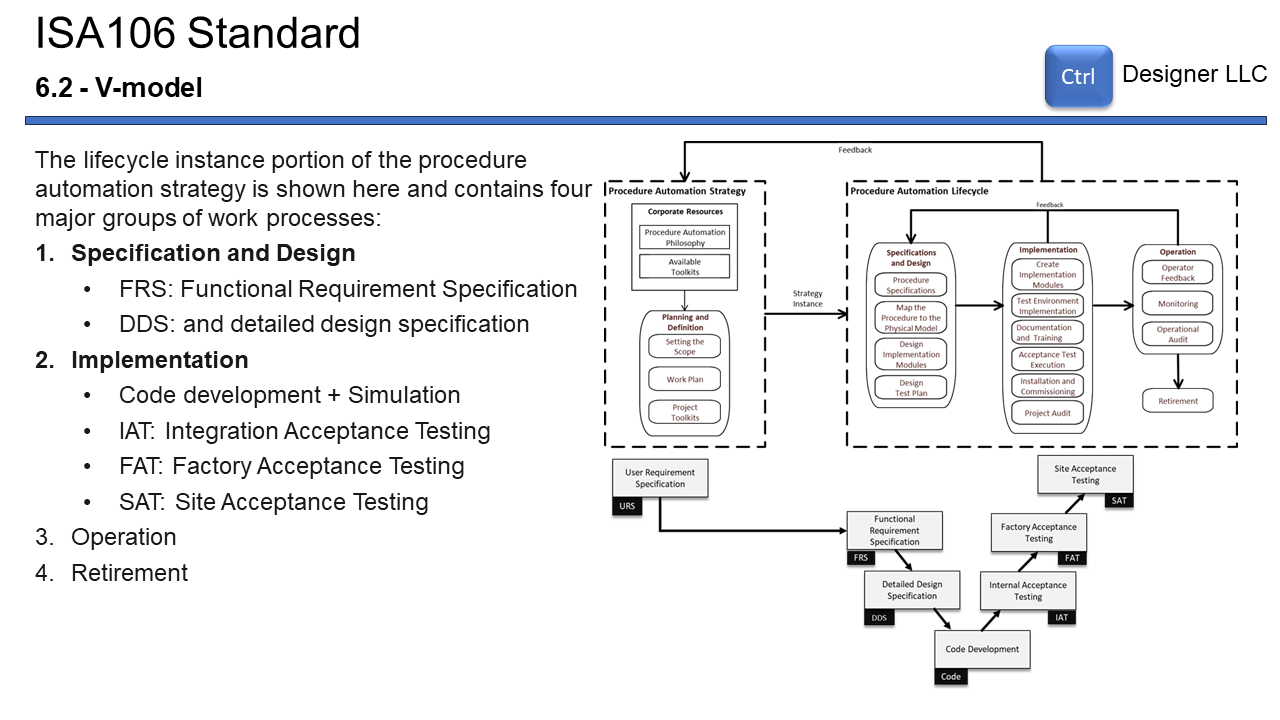 ISA106 Standard
6.2 - V-model
Ctrl
Designer LLC
The lifecycle instance portion of the procedure
automation strategy is shown here and contains four
major groups of work processes:
1. Specification and Design
• FRS: Functional Requirement Specification
• DDS: and detailed design specification
2. Implementation
• Code development + Simulation
• IAT: Integration Acceptance Testing
• FAT: Factory Acceptance Testing
• SAT: Site Acceptance Testing
3. Operation
4. Retirement
Feedback
Procedure Automation Strategy
Corporate Resources
Procedure Automation
Philosophy
Available
Toolkits
Planning and
Definition
Setting the
Scope
Work Plan
Project
Toolkits
Strategy
Instance
Procedure Automation Lifecycle
Feedback
Specifications
and Design
Procedure
Specifications
Map the
Procedure to the
Physical Model
Design
Implementation
Modules
Design
Test Plan
Implementation
Create
Implementation
Modules
Test Environment
Implementation
Documentation
and Training
Acceptance Test
Execution
Installation and
Commissioning
Project Audit
Operation
Operator
Feedback
Monitoring
Operational
Audit
Retirement
User Requirement
Specification
URS
Functional
Requirement
Specification
FRS
Detailed Design
Specification
DDS
Code Development
Code
Internal Acceptance
Testing
IAT
Factory Acceptance
Testing
FAT
Site Acceptance
Testing
SAT